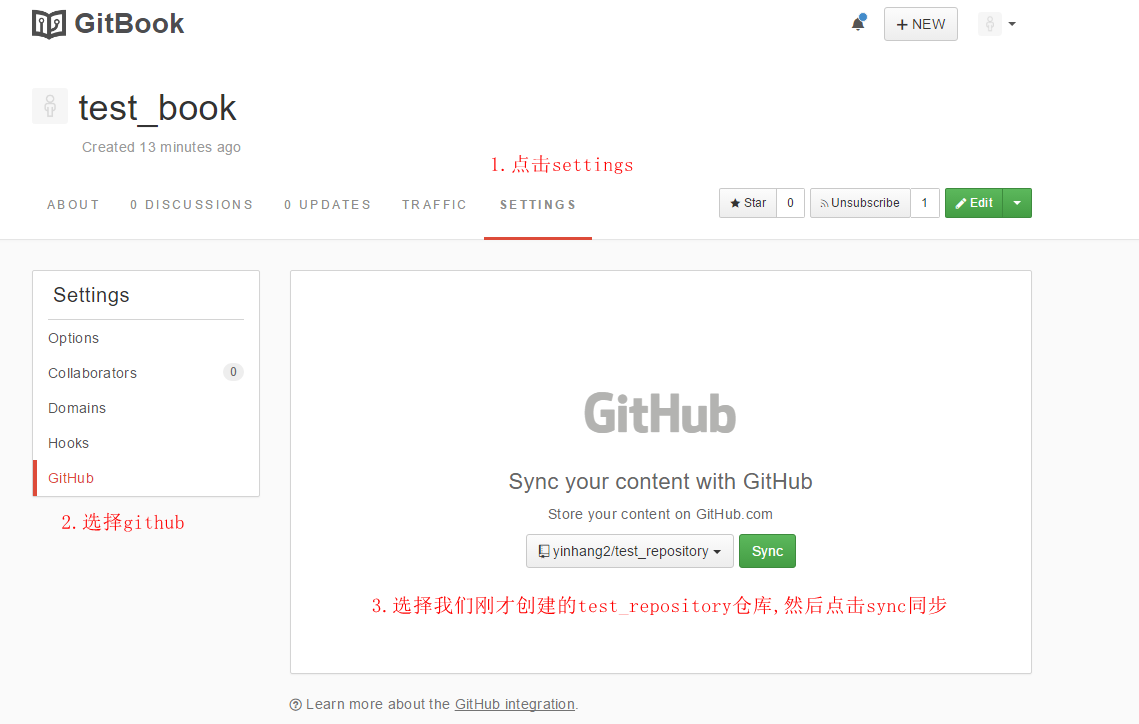 GitBook
+ NEW
test_book
Created 13 minutes ago
1.点击settings
ABOUT 0 DISCUSSIONS 0 UPDATES TRAFFIC SETTINGS Star 0 Unsubscribe 1 Edit
Settings
Options
Collaborators 0
Domains
Hooks
GitHub
2.选择github
GitHub
Sync your content with GitHub
Store your content on GitHub.com
yinhang2/test_repository Sync
3.选择我们刚才创建的test_repository仓库,然后点击sync同步
Learn more about the GitHub integration.